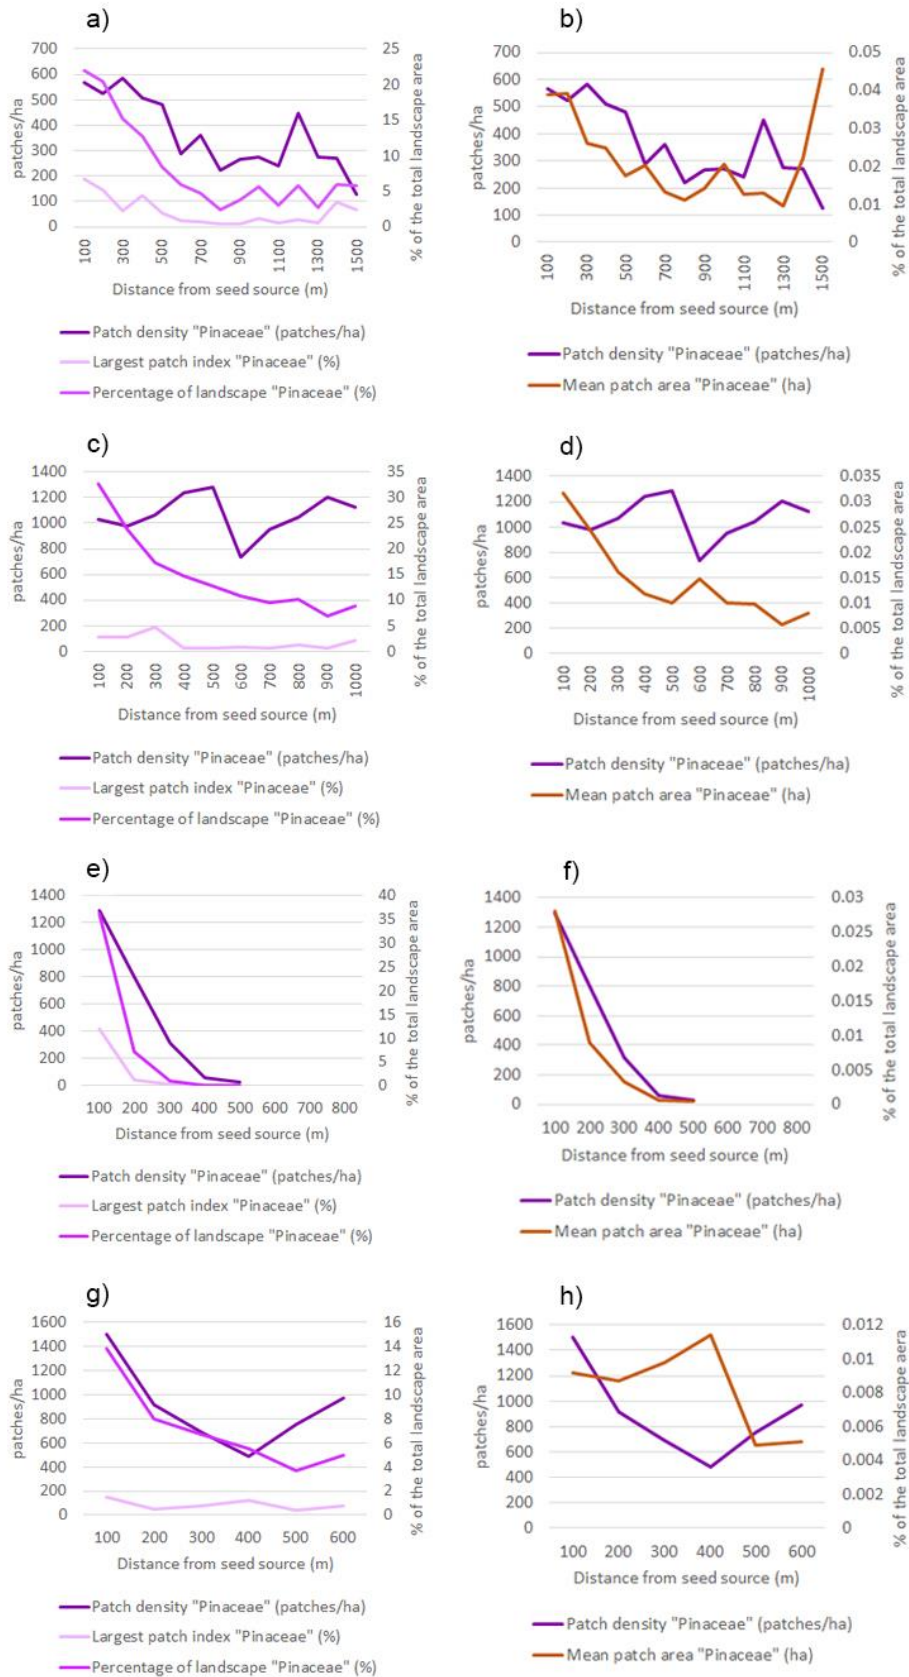 a)
700
600
500
400
300
200
100
0
patches/ha
25
20
15
10
5
0
% of the total landscape area
100
300
500
700
900
1100
1300
1500
Distance from seed source (m)
Patch density "Pinaceae" (patches/ha)
Largest patch index "Pinaceae" (%)
Percentage of landscape "Pinaceae" (%)
b)
700
600
500
400
300
200
100
0
patches/ha
0.05
0.04
0.03
0.02
0.01
0
% of the total landscape area
100
300
500
700
900
1100
1300
1500
Distance from seed source (m)
Patch density "Pinaceae" (patches/ha)
Mean patch area "Pinaceae" (ha)
c)
1400
1200
1000
800
600
400
200
0
patches/ha
35
30
25
20
15
10
5
0
% of the total landscape area
100
200
300
400
500
600
700
800
900
1000
Distance from seed source (m)
Patch density "Pinaceae" (patches/ha)
Largest patch index "Pinaceae" (%)
Percentage of landscape "Pinaceae" (%)
d)
1400
1200
1000
800
600
400
200
0
patches/ha
0.035
0.03
0.025
0.02
0.015
0.01
0.005
0
% of the total landscape area
100
200
300
400
500
600
700
800
900
1000
Distance from seed source (m)
Patch density "Pinaceae" (patches/ha)
Mean patch area "Pinaceae" (ha)
e)
1400
1200
1000
800
600
400
200
0
patches/ha
40
35
30
25
20
15
10
5
0
% of the total landscape area
100 200 300 400 500 600 700 800
Distance from seed source (m)
Patch density "Pinaceae" (patches/ha)
Largest patch index "Pinaceae" (%)
Percentage of landscape "Pinaceae" (%)
f)
1400
1200
1000
800
600
400
200
0
patches/ha
0.03
0.025
0.02
0.015
0.01
0.005
0
% of the total landscape area
100 200 300 400 500 600 700 800
Distance from seed source (m)
Patch density "Pinaceae" (patches/ha)
Mean patch area "Pinaceae" (ha)
g)
1600
1400
1200
1000
800
600
400
200
0
patches/ha
16
14
12
10
8
6
4
2
0
% of the total landscape area
100 200 300 400 500 600
Distance from seed source (m)
Patch density "Pinaceae" (patches/ha)
Largest patch index "Pinaceae" (%)
Percentage of landscape "Pinaceae" (%)
h)
1600
1400
1200
1000
800
600
400
200
0
patches/ha
0.012
0.01
0.008
0.006
0.004
0.002
0
% of the total landscape aera
100 200 300 400 500 600
Distance from seed source (m)
Patch density "Pinaceae" (patches/ha)
Mean patch area "Pinaceae" (ha)